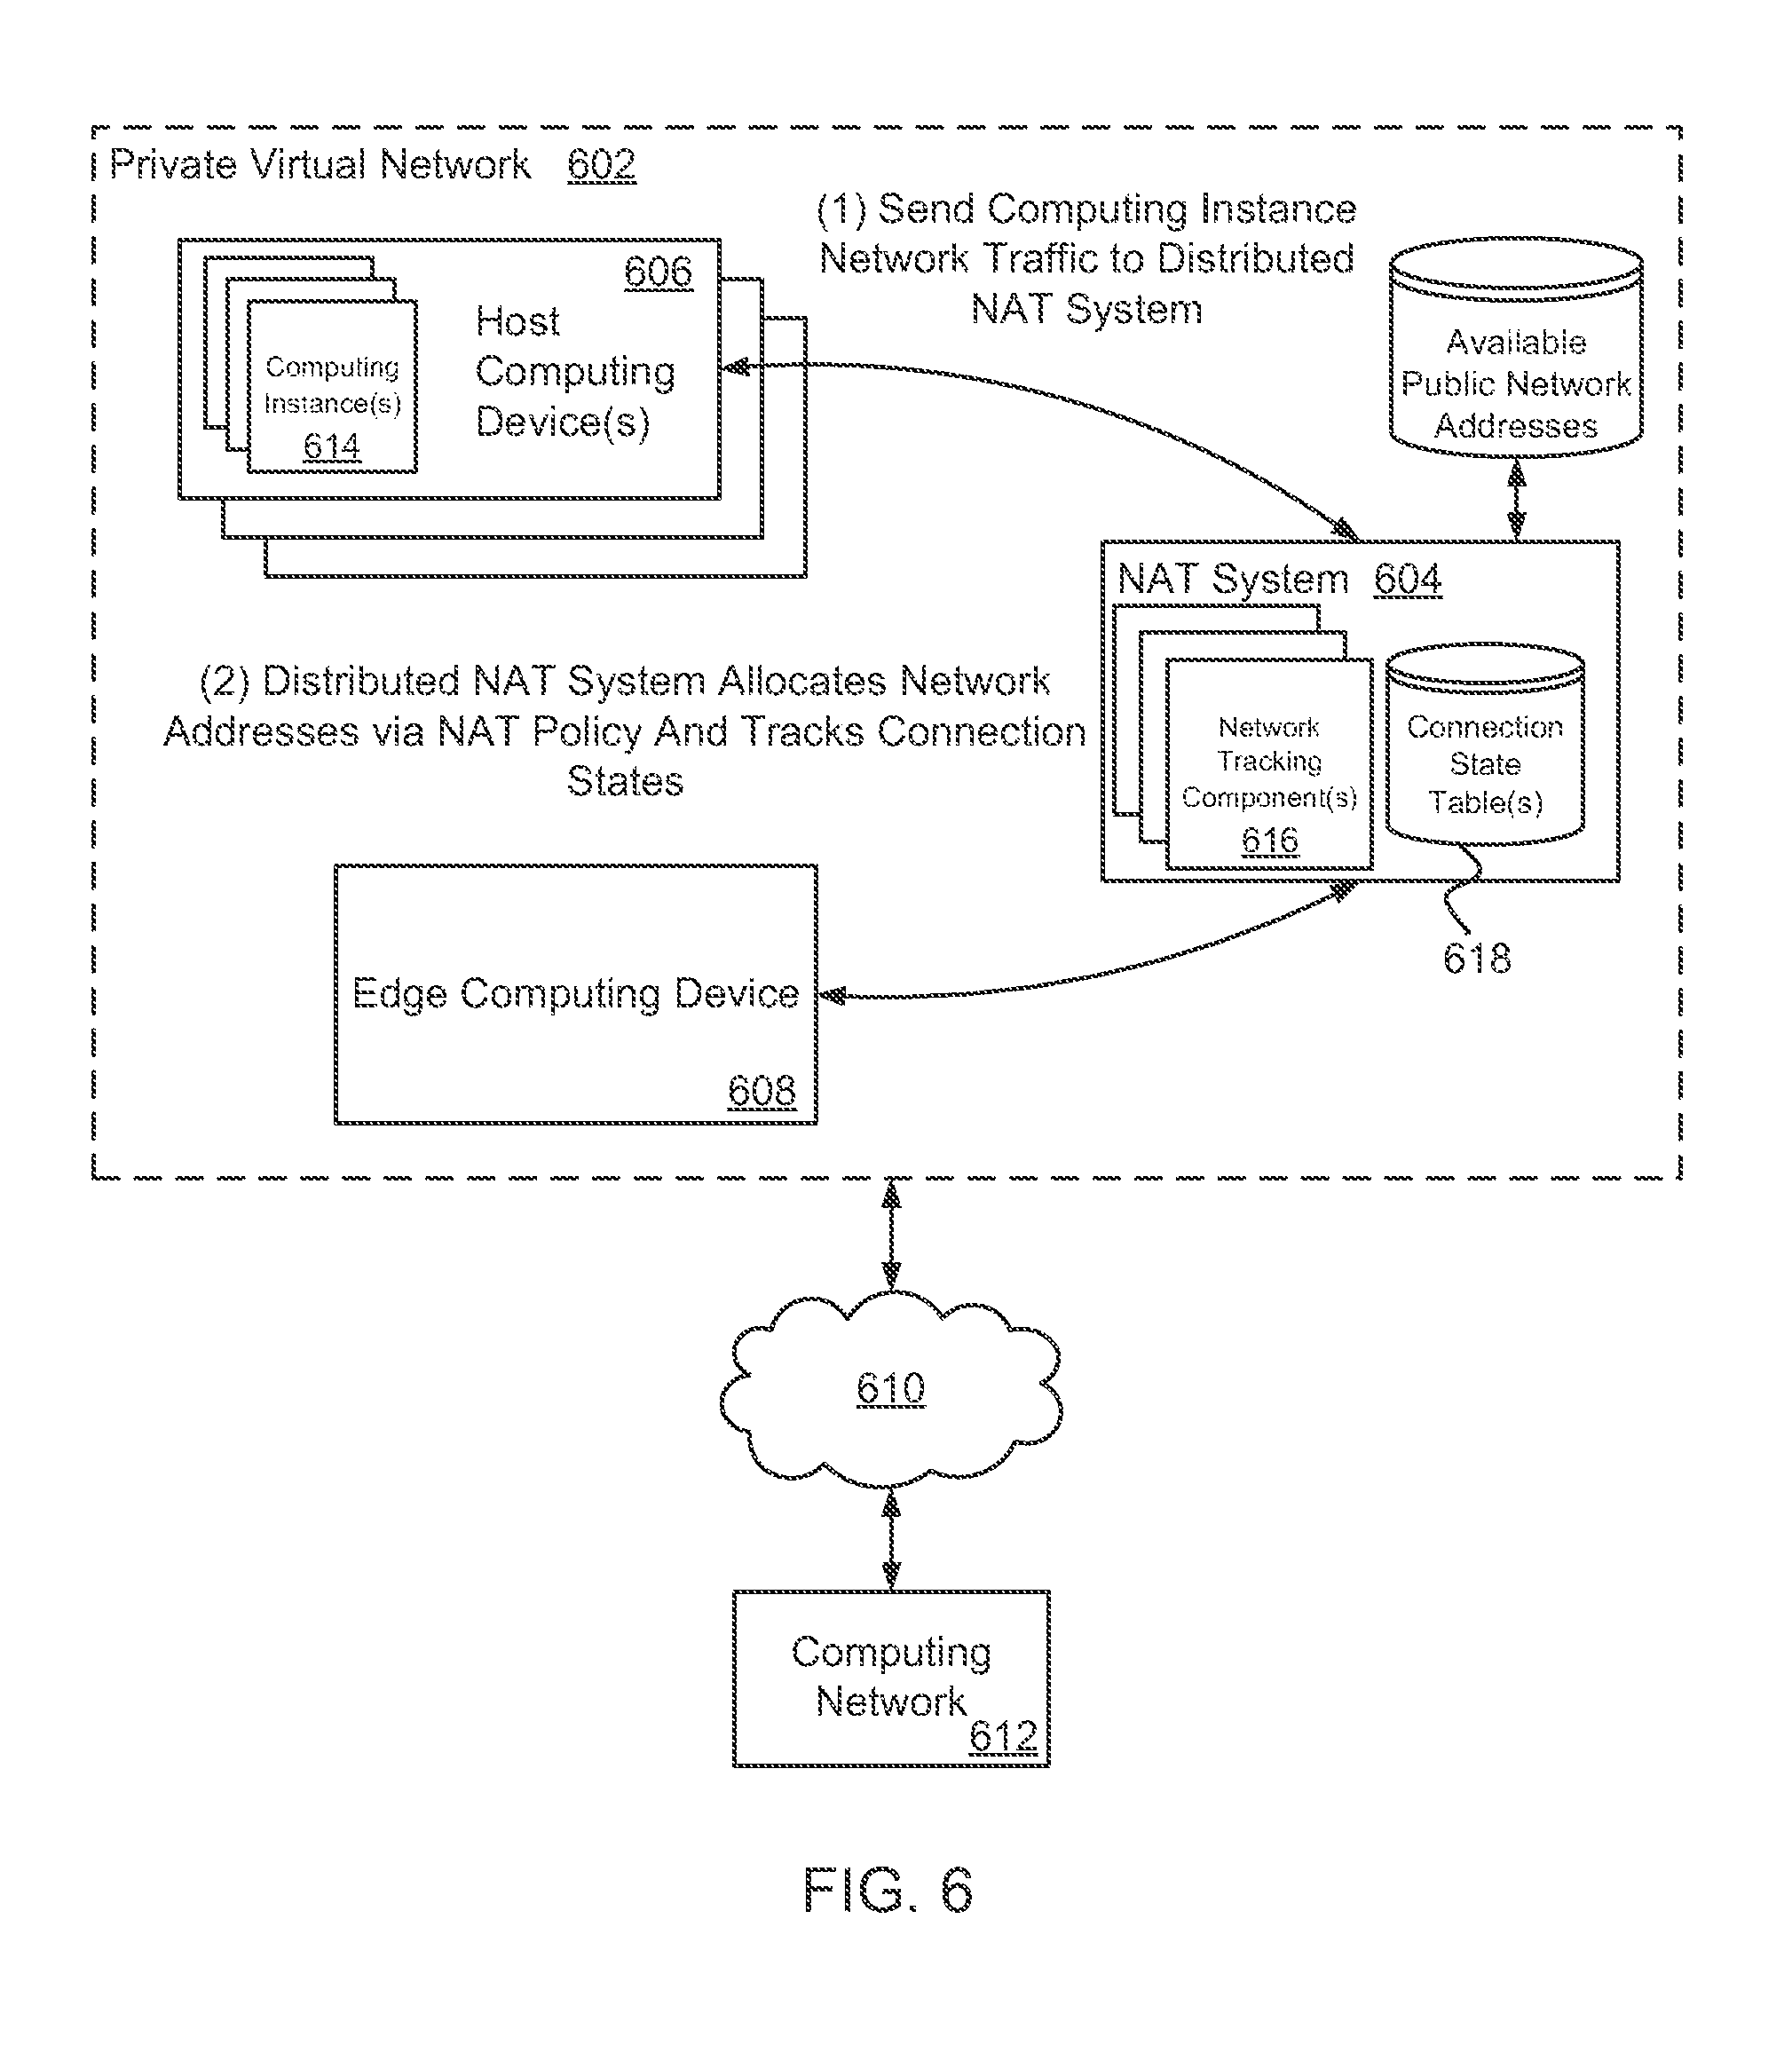 Private Virtual Network 602
(1) Send Computing Instance
Network Traffic to Distributed
NAT System
606
Host
Computing
Device(s)
Computing
Instance(s)
614
Available
Public Network
Addresses
NAT System 604
Network
Tracking
Component(s)
616
Connection
State
Table(s)
618
(2) Distributed NAT System Allocates Network
Addresses via NAT Policy And Tracks Connection
States
Edge Computing Device
608
610
Computing
Network
612
FIG. 6